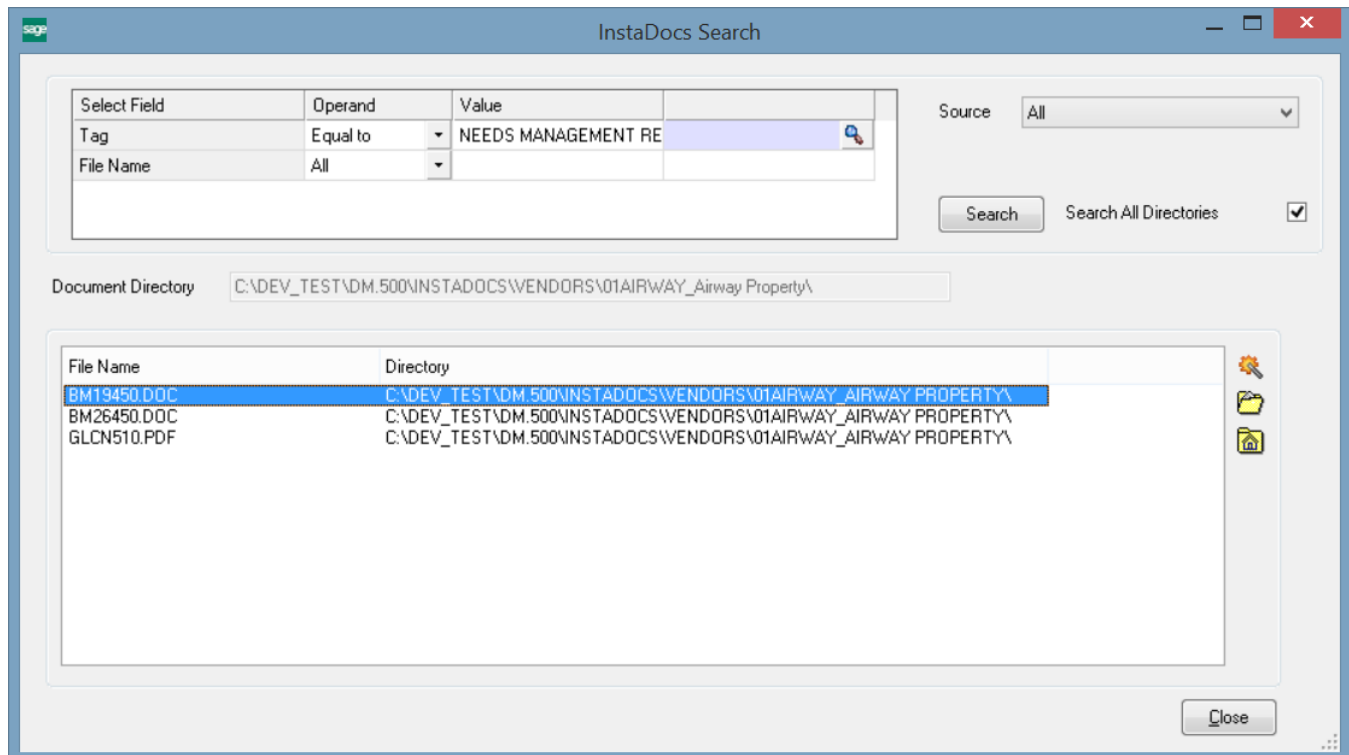 sage
InstaDocs Search
Select Field Operand Value
Tag Equal to NEEDS MANAGEMENT RE
File Name All
Source All
Search Search All Directories
Document Directory C:\DEV_TEST\DM.500\INSTADOCS\VENDORS\01AIRWAY_Airway Property\
File Name Directory
BM19450.DOC C:\DEV_TEST\DM.500\INSTADOCS\VENDORS\01AIRWAY_AIRWAY PROPERTY\
BM26450.DOC C:\DEV_TEST\DM.500\INSTADOCS\VENDORS\01AIRWAY_AIRWAY PROPERTY\
GLCN510.PDF C:\DEV_TEST\DM.500\INSTADOCS\VENDORS\01AIRWAY_AIRWAY PROPERTY\
Close